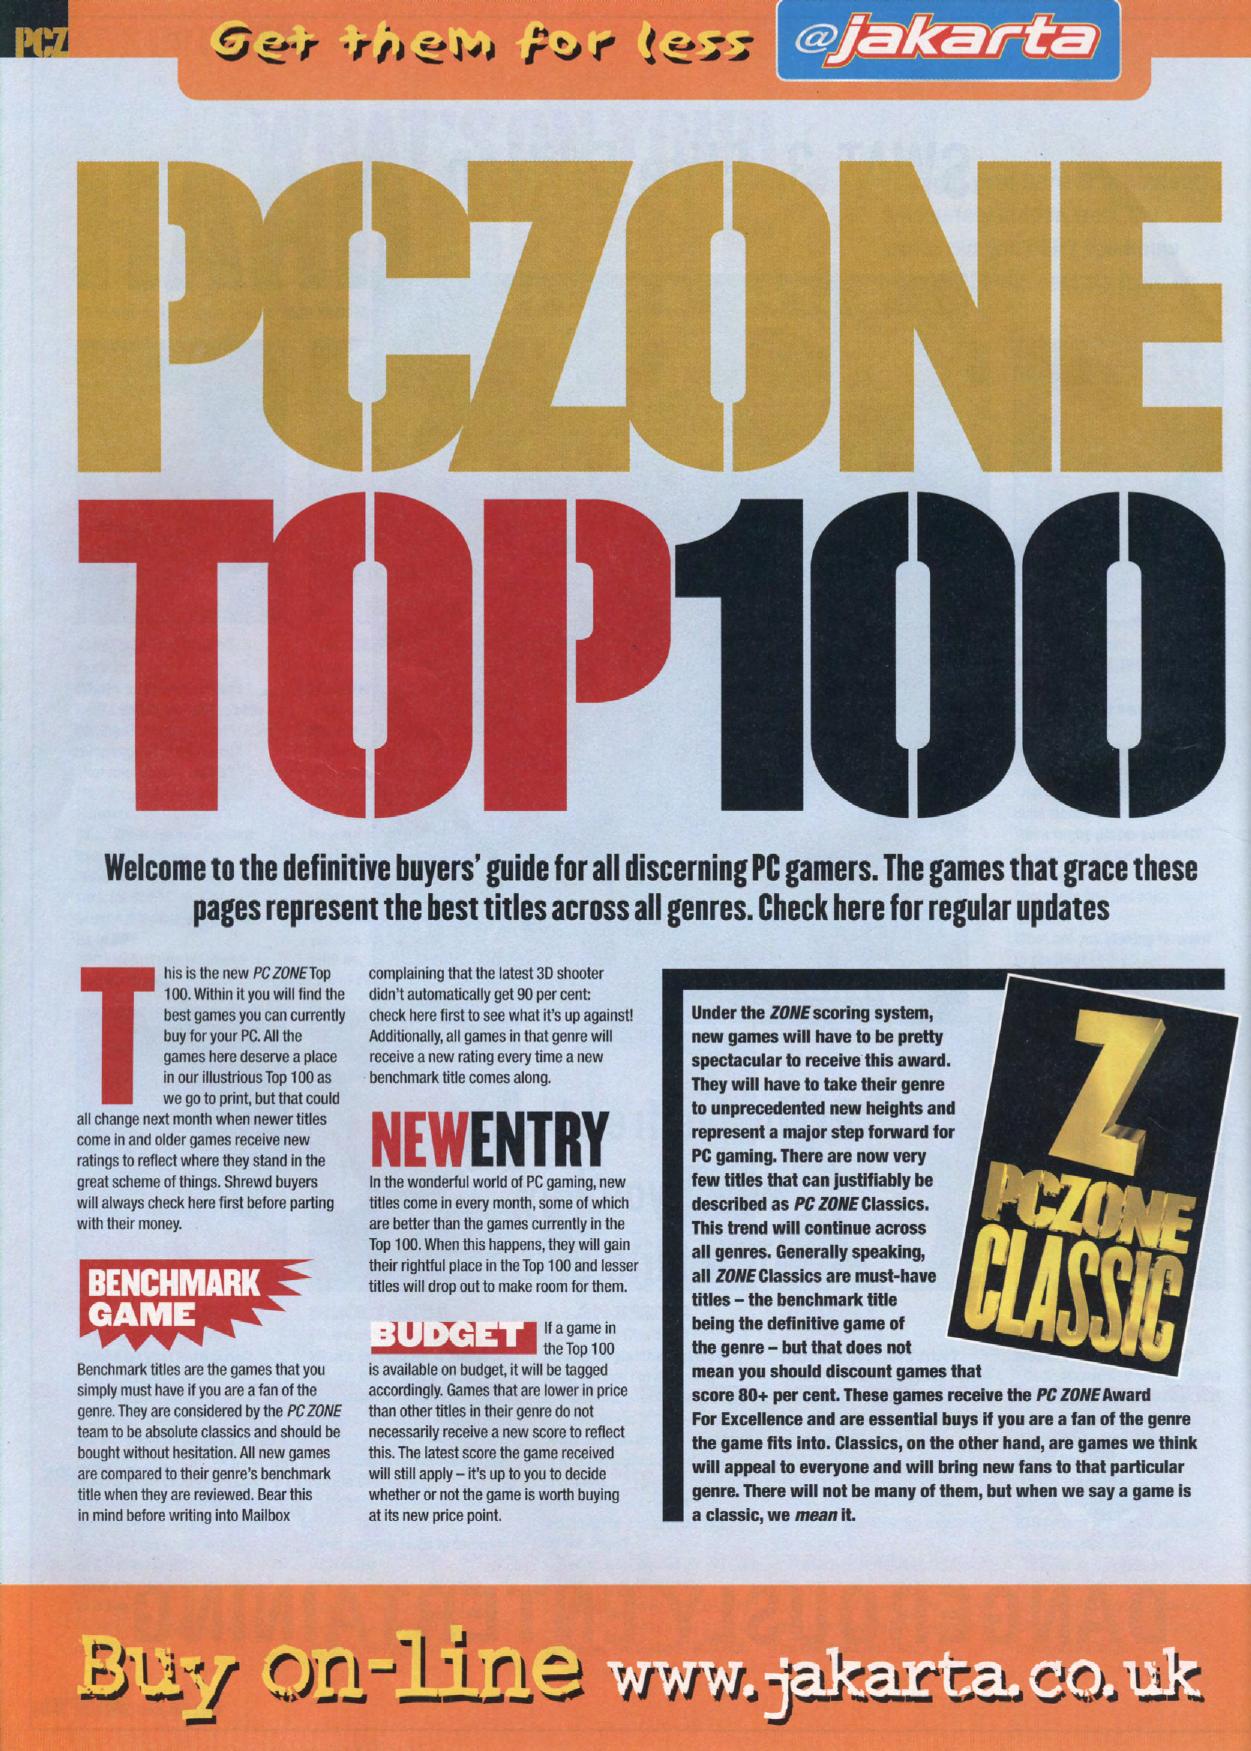 PCZ
Get them for less
@jakarta
PCZONE
TOP100
Welcome to the definitive buyers' guide for all discerning PC gamers. The games that grace these
pages represent the best titles across all genres. Check here for regular updates
This is the new PC ZONE Top
100. Within it you will find the
best games you can currently
buy for your PC. All the
games here deserve a place
in our illustrious Top 100 as
we go to print, but that could
all change next month when newer titles
come in and older games receive new
ratings to reflect where they stand in the
great scheme of things. Shrewd buyers
will always check here first before parting
with their money.
BENCHMARK
GAME
Benchmark titles are the games that you
simply must have if you are a fan of the
genre. They are considered by the PC ZONE
team to be absolute classics and should be
bought without hesitation. All new games
are compared to their genre's benchmark
title when they are reviewed. Bear this
in mind before writing into Mailbox
complaining that the latest 3D shooter
didn't automatically get 90 per cent:
check here first to see what it's up against!
Additionally, all games in that genre will
receive a new rating every time a new
benchmark title comes along.
NEWENTRY
In the wonderful world of PC gaming, new
titles come in every month, some of which
are better than the games currently in the
Top 100. When this happens, they will gain
their rightful place in the Top 100 and lesser
titles will drop out to make room for them.
BUDGET If a game in
the Top 100
is available on budget, it will be tagged
accordingly. Games that are lower in price
than other titles in their genre do not
necessarily receive a new score to reflect
this. The latest score the game received
will still apply – it's up to you to decide
whether or not the game is worth buying
at its new price point.
Under the ZONE scoring system,
new games will have to be pretty
spectacular to receive this award.
They will have to take their genre
to unprecedented new heights and
represent a major step forward for
PC gaming. There are now very
few titles that can justifiably be
described as PC ZONE Classics.
This trend will continue across
all genres. Generally speaking,
all ZONE Classics are must-have
titles – the benchmark title
being the definitive game of
the genre – but that does not
mean you should discount games that
score 80+ per cent. These games receive the PC ZONE Award
For Excellence and are essential buys if you are a fan of the genre
the game fits into. Classics, on the other hand, are games we think
will appeal to everyone and will bring new fans to that particular
genre. There will not be many of them, but when we say a game is
a classic, we mean it.
Z
PCZONE
CLASSIC
Buy on-line www.jakarta.co.uk